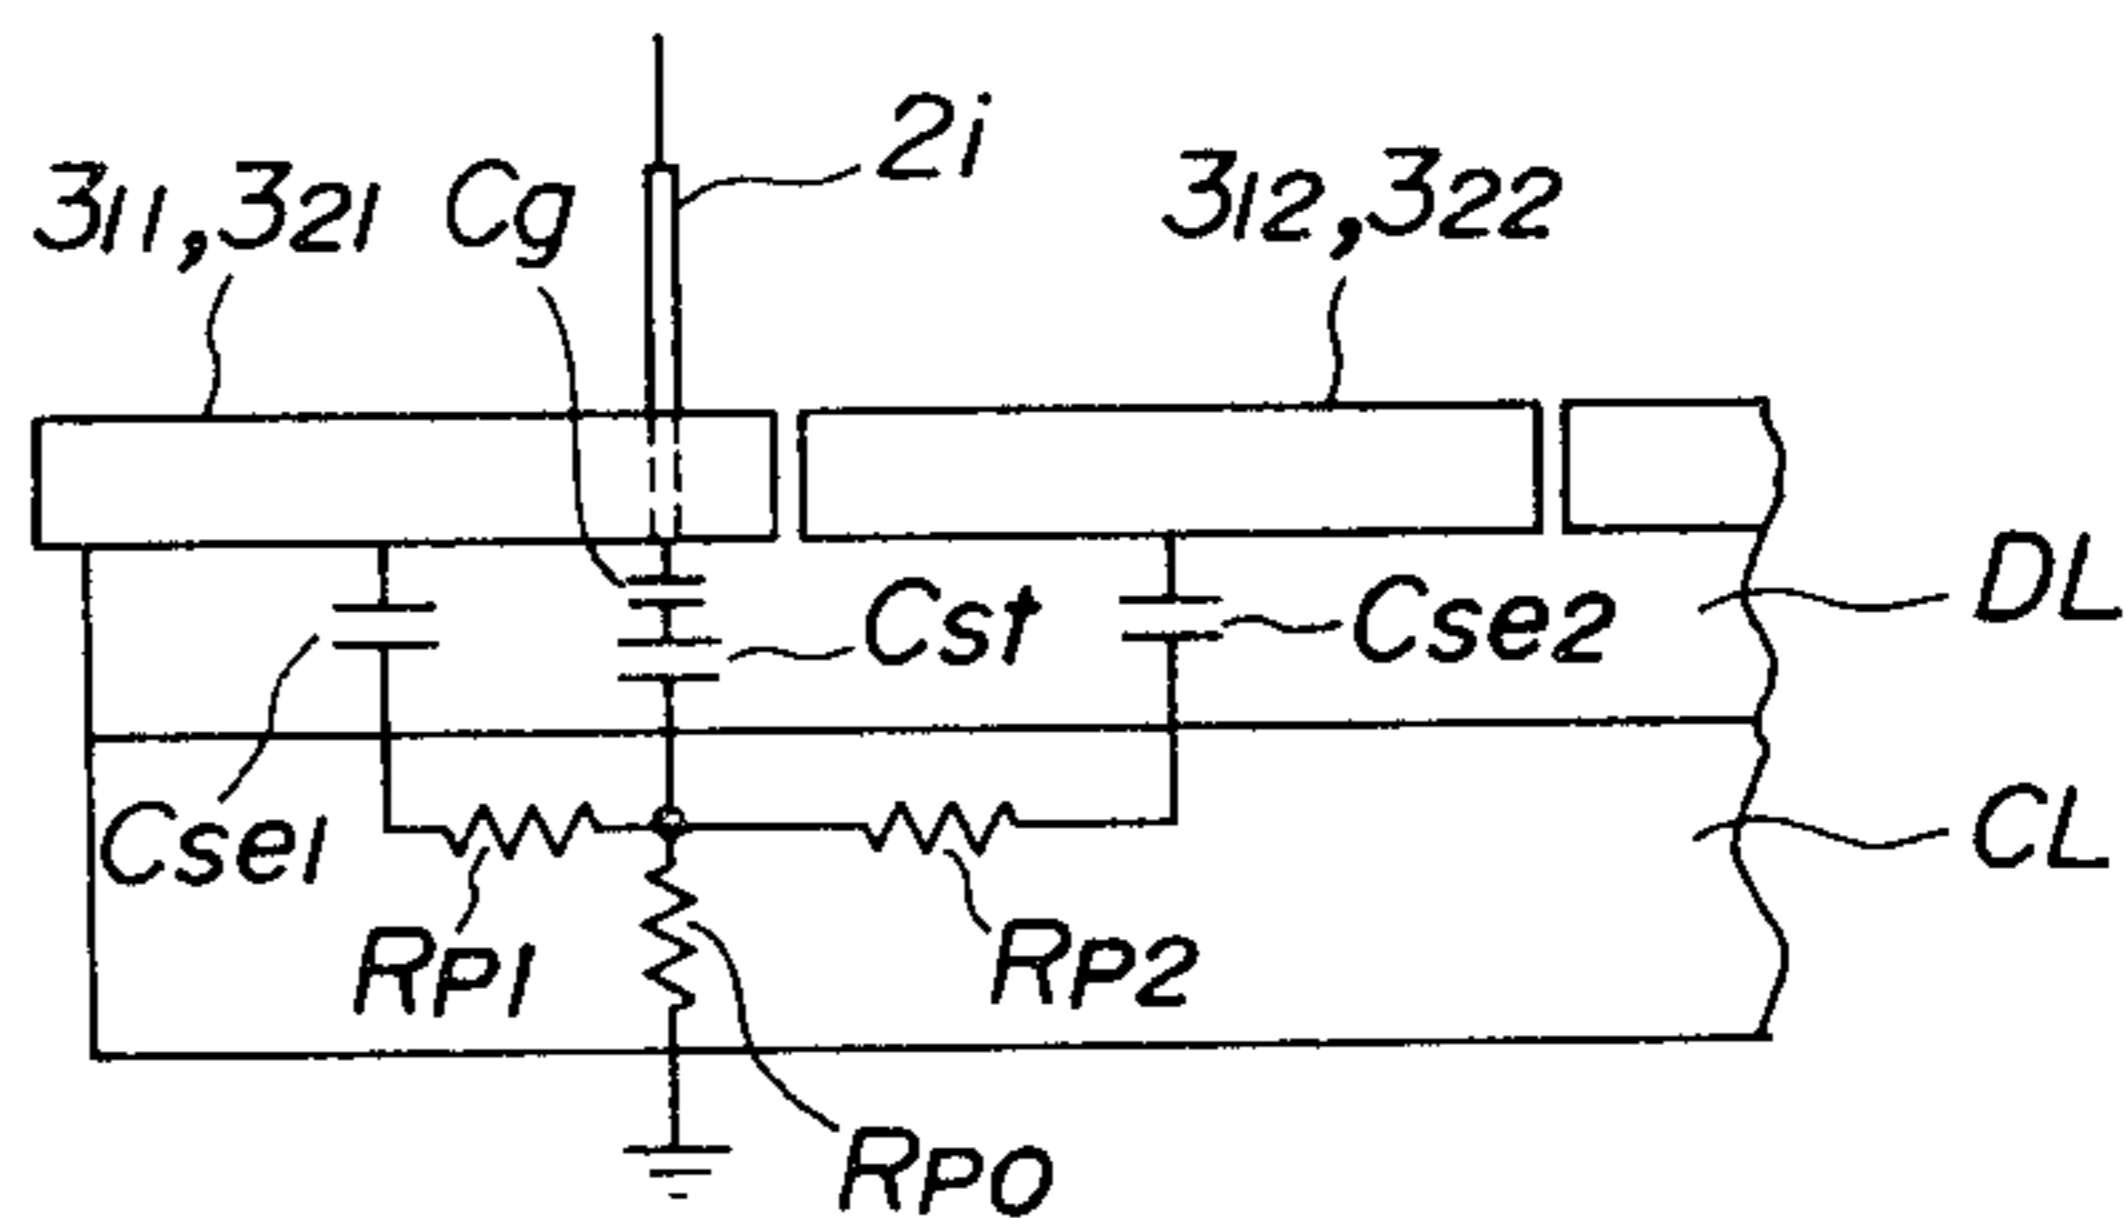 2i
311,321 Cg 312,322
Cst Cse2 DL
Cse1 CL
RP1 RP2
RP0